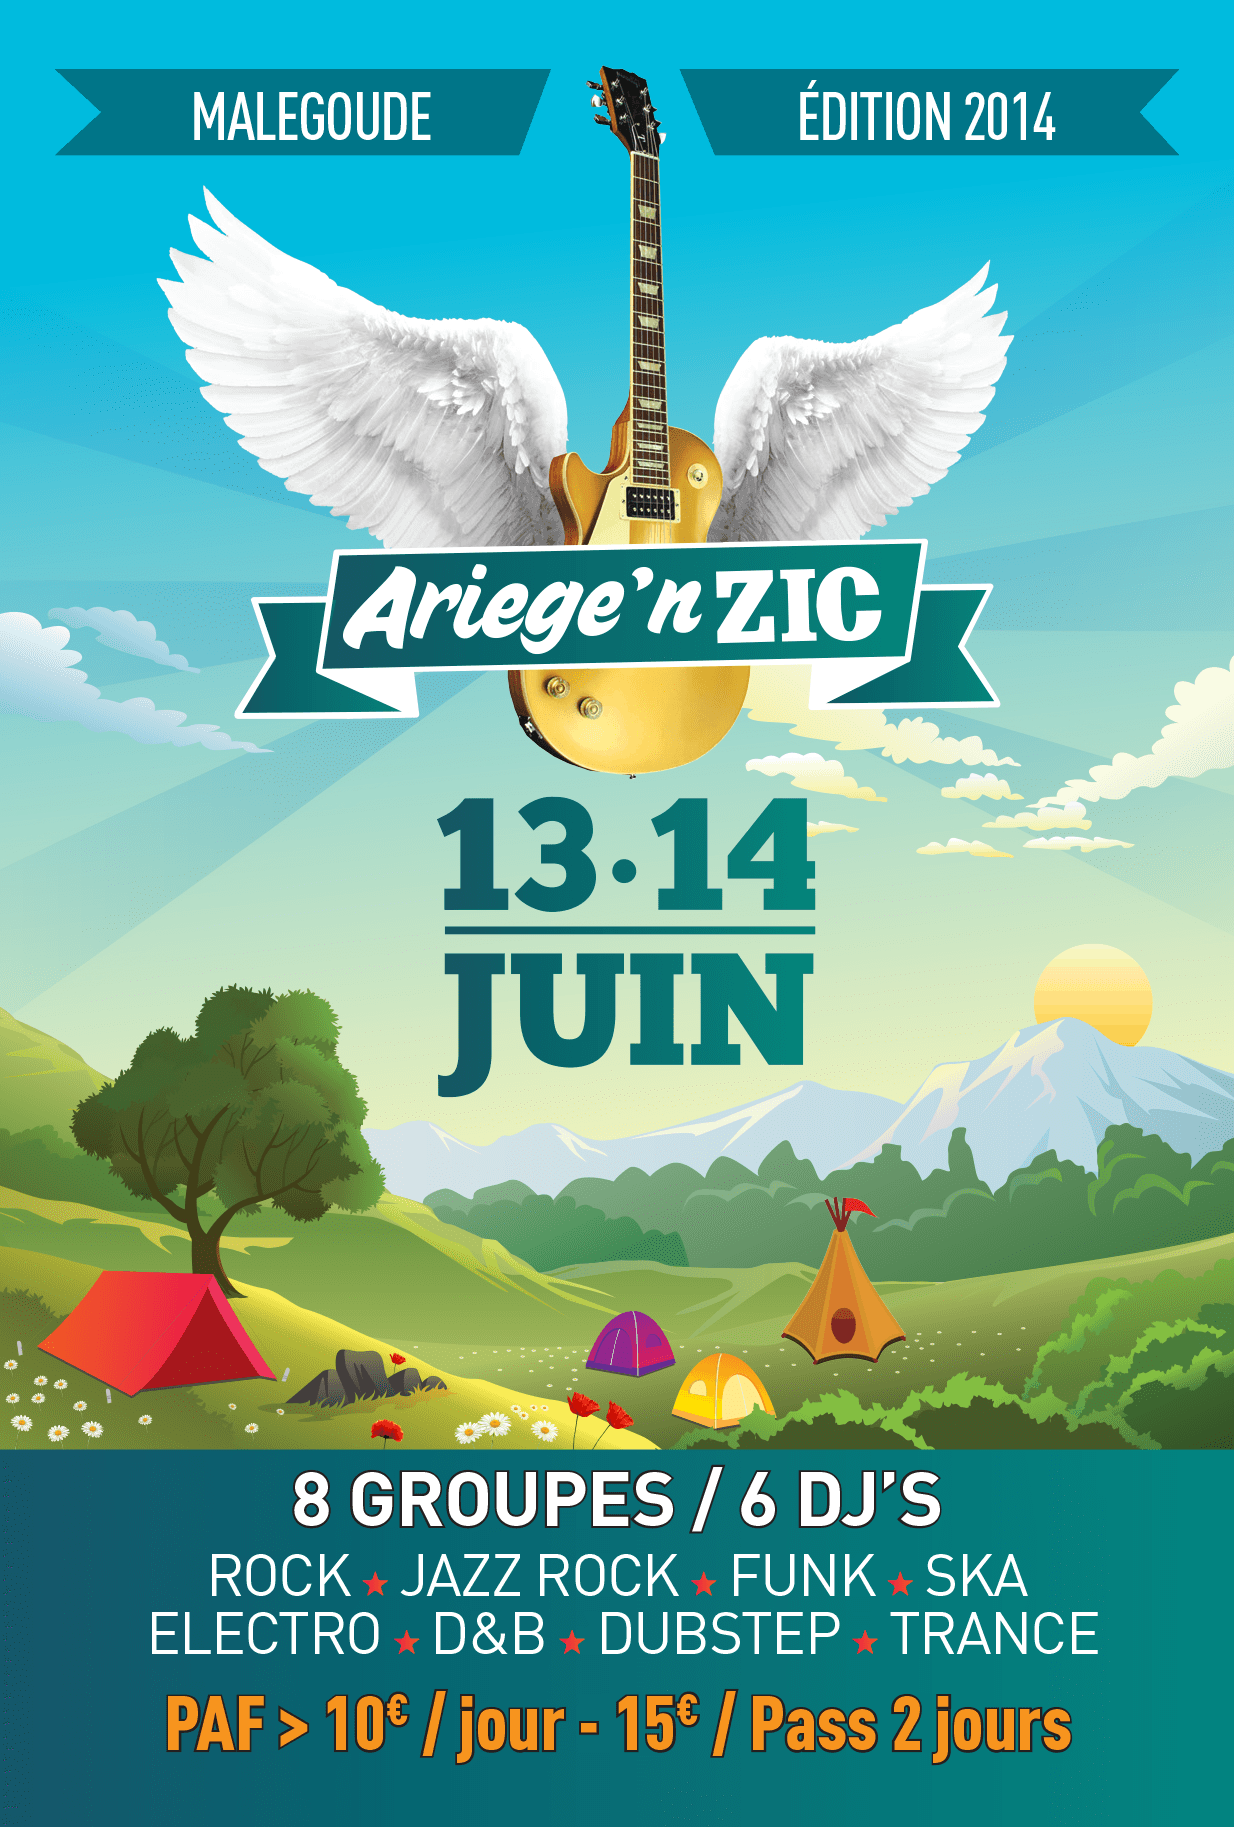 MALEGOUDE
ÉDITION 2014
Ariege'n ZIC
13·14
JUIN
8 GROUPES / 6 DJ'S
ROCK ★ JAZZ ROCK ★ FUNK ★ SKA
ELECTRO ★ D&B ★ DUBSTEP ★ TRANCE
PAF > 10€ / jour - 15€ / Pass 2 jours